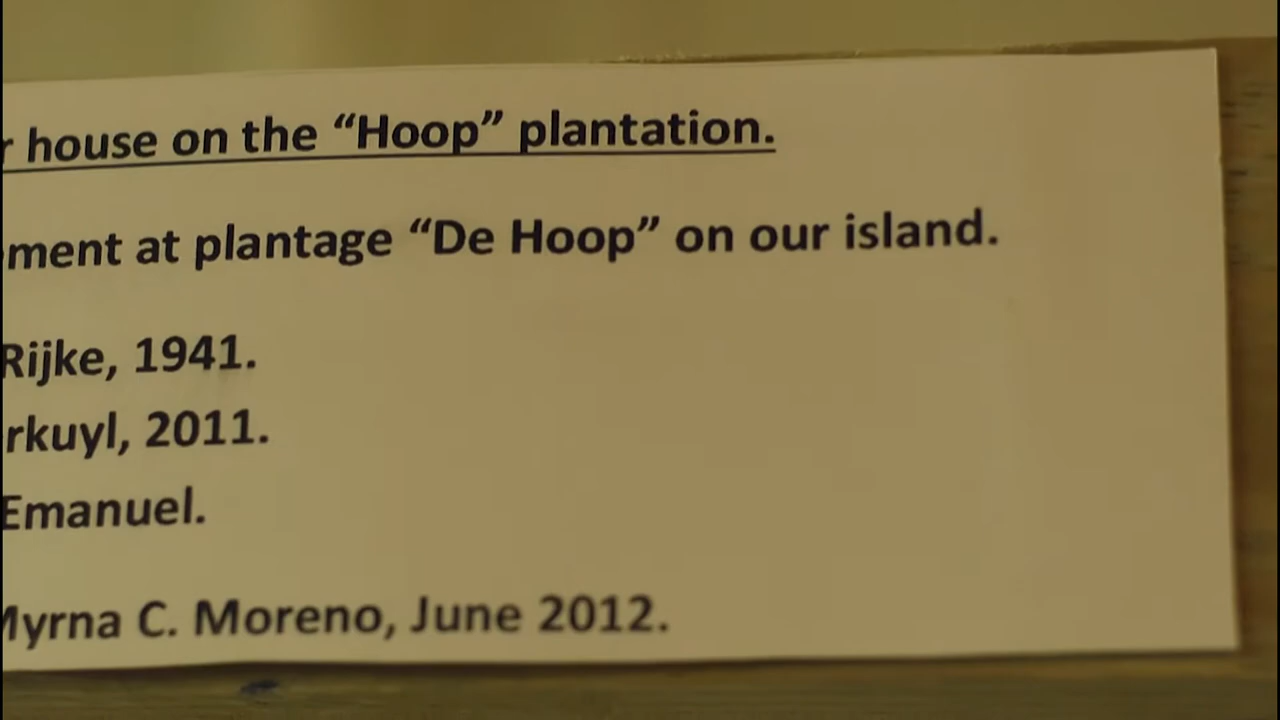 house on the “Hoop” plantation.
ment at plantage “De Hoop” on our island.
Rijke, 1941.
rkuyl, 2011.
Emanuel.
Myrna C. Moreno, June 2012.